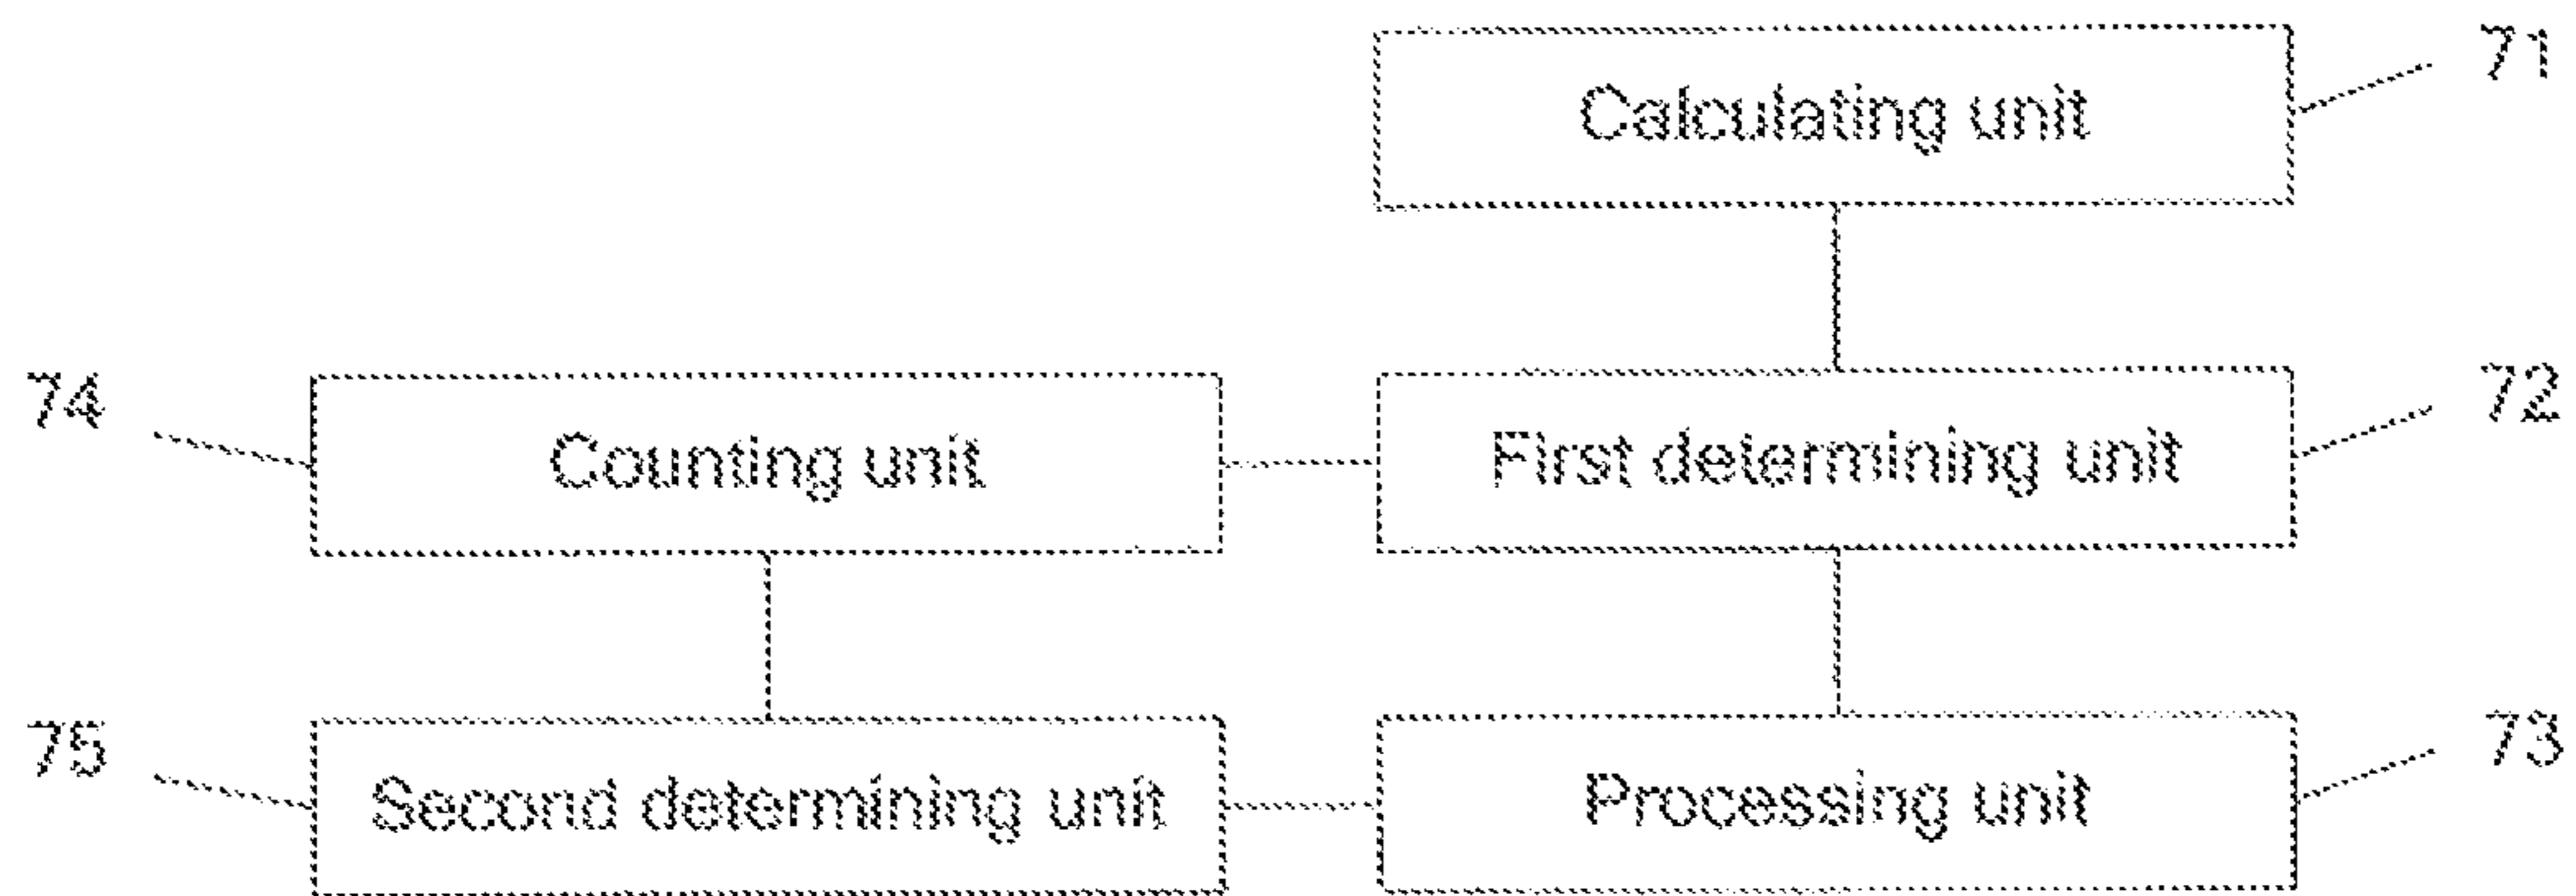 Calculating unit 71
74 Counting unit First determining unit 72
75 Second determining unit Processing unit 73